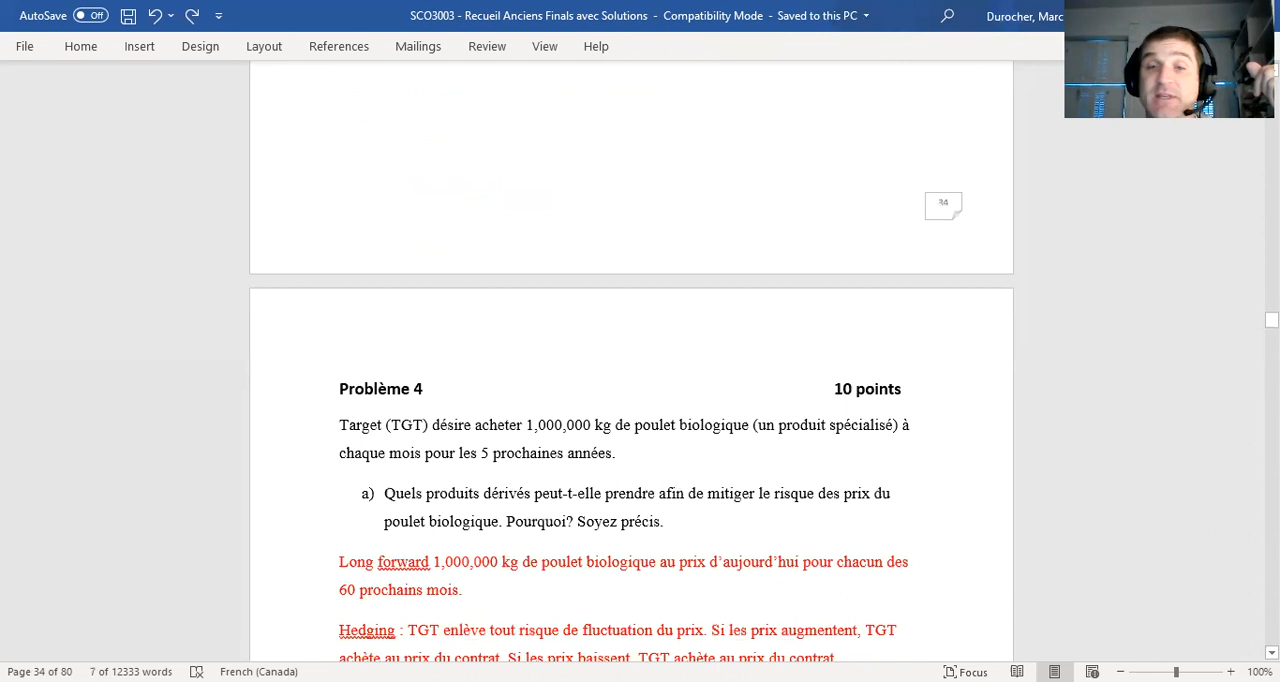 AutoSave Off SCO3003 - Recueil Anciens Finals avec Solutions - Compatibility Mode - Saved to this PC Durocher, Marc
File Home Insert Design Layout References Mailings Review View Help
34
Problème 4 10 points
Target (TGT) désire acheter 1,000,000 kg de poulet biologique (un produit spécialisé) à
chaque mois pour les 5 prochaines années.
a) Quels produits dérivés peut-t-elle prendre afin de mitiger le risque des prix du
poulet biologique. Pourquoi? Soyez précis.
Long forward 1,000,000 kg de poulet biologique au prix d’aujourd’hui pour chacun des
60 prochains mois.
Hedging : TGT enlève tout risque de fluctuation du prix. Si les prix augmentent, TGT
achète au prix du contrat. Si les prix baissent, TGT achète au prix du contrat.
Page 34 of 80 7 of 12333 words French (Canada) Focus 100%